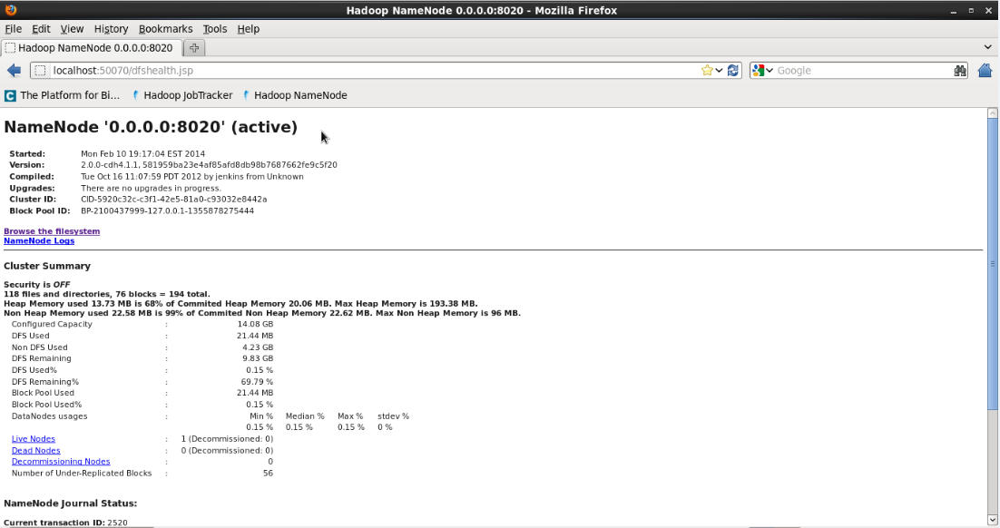 Hadoop NameNode 0.0.0.0:8020 - Mozilla Firefox
File Edit View History Bookmarks Tools Help
Hadoop NameNode 0.0.0.0:8020
localhost:50070/dfshealth.jsp Google
The Platform for Bi... Hadoop JobTracker Hadoop NameNode
NameNode '0.0.0.0:8020' (active)
Started: Mon Feb 10 19:17:04 EST 2014
Version: 2.0.0-cdh4.1.1, 581959ba23e4af85afd8db98b7687662fe9c5f20
Compiled: Tue Oct 16 11:07:59 PDT 2012 by jenkins from Unknown
Upgrades: There are no upgrades in progress.
Cluster ID: CID-5920c32c-c3f1-42e5-81a0-c93032e8442a
Block Pool ID: BP-2100437999-127.0.0.1-1355878275444
Browse the filesystem
NameNode Logs
Cluster Summary
Security is OFF
118 files and directories, 76 blocks = 194 total.
Heap Memory used 13.73 MB is 68% of Commited Heap Memory 20.06 MB. Max Heap Memory is 193.38 MB.
Non Heap Memory used 22.58 MB is 99% of Commited Non Heap Memory 22.62 MB. Max Non Heap Memory is 96 MB.
Configured Capacity : 14.08 GB
DFS Used : 21.44 MB
Non DFS Used : 4.23 GB
DFS Remaining : 9.83 GB
DFS Used% : 0.15 %
DFS Remaining% : 69.79 %
Block Pool Used : 21.44 MB
Block Pool Used% : 0.15 %
DataNodes usages : Min % Median % Max % stdev %
0.15 % 0.15 % 0.15 % 0 %
Live Nodes : 1 (Decommissioned: 0)
Dead Nodes : 0 (Decommissioned: 0)
Decommissioning Nodes : 0
Number of Under-Replicated Blocks : 56
NameNode Journal Status:
Current transaction ID: 2520